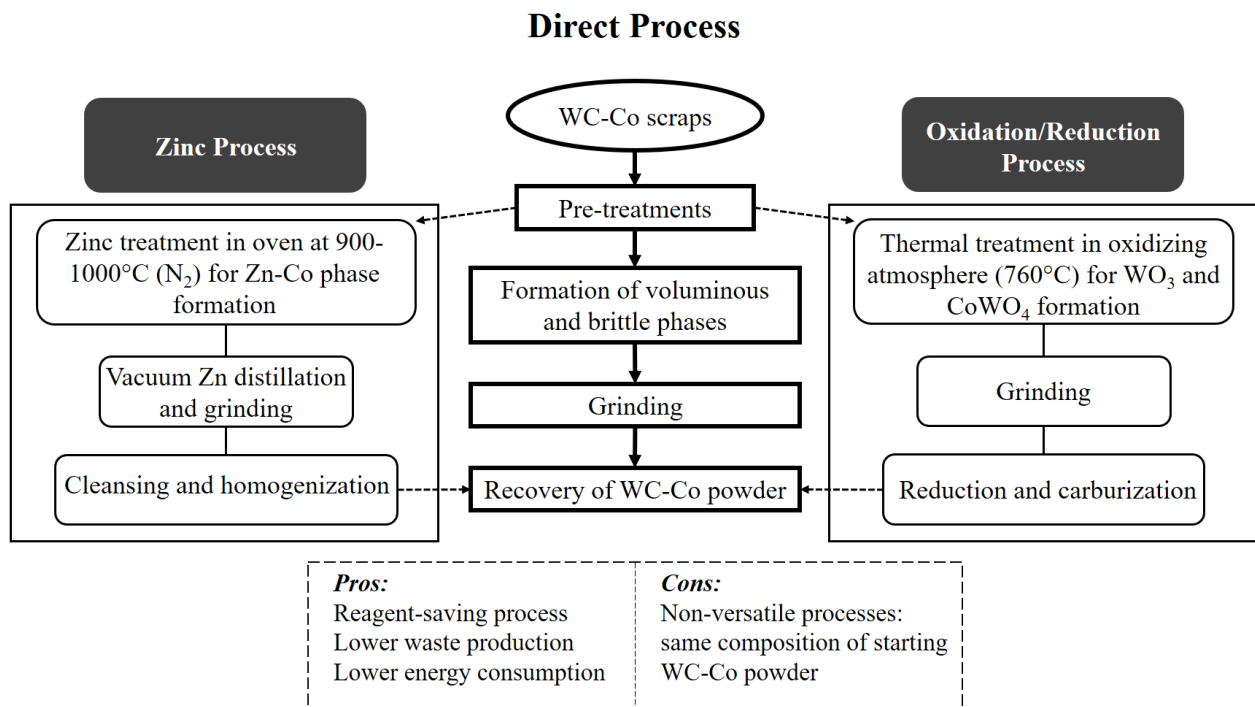 Direct Process
WC-Co scraps
Zinc Process
Oxidation/Reduction
Process
Pre-treatments
Zinc treatment in oven at 900-
1000°C (N₂) for Zn-Co phase
formation
Formation of voluminous
and brittle phases
Thermal treatment in oxidizing
atmosphere (760°C) for WO₃ and
CoWO₄ formation
Vacuum Zn distillation
and grinding
Grinding
Grinding
Cleansing and homogenization
Recovery of WC-Co powder
Reduction and carburization
Pros:
Reagent-saving process
Lower waste production
Lower energy consumption
Cons:
Non-versatile processes:
same composition of starting
WC-Co powder